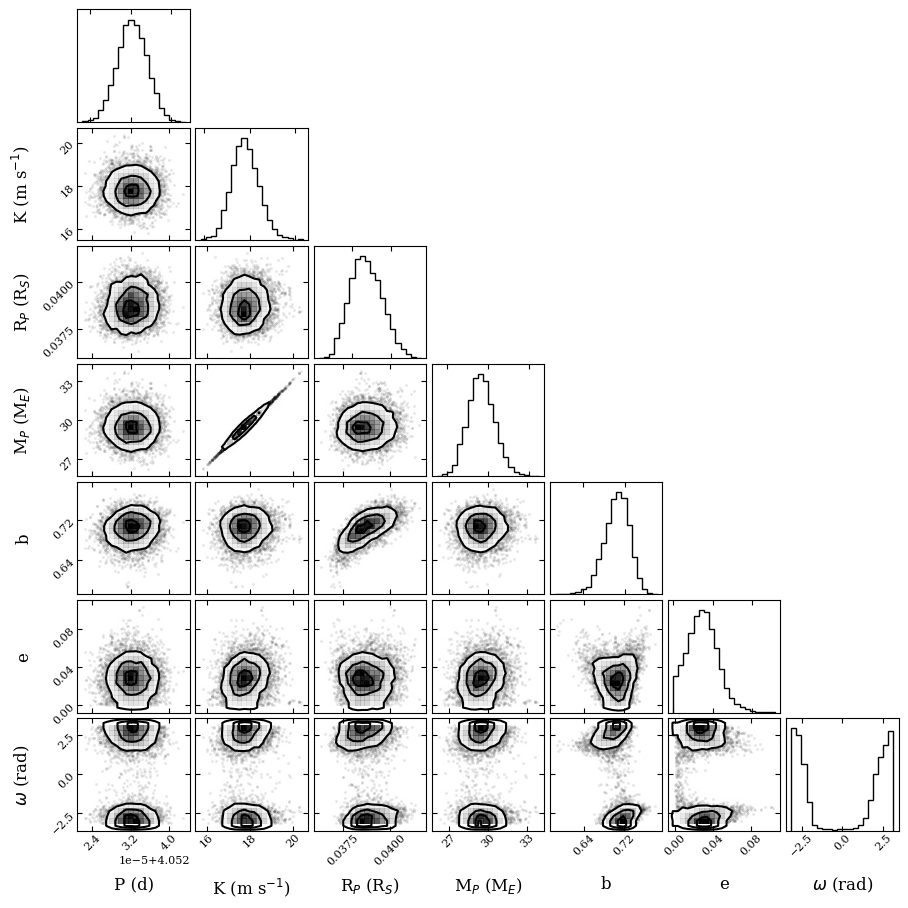 K (m s⁻¹)
20
18
16
R_P (R_S)
0.0400
0.0375
M_P (M_E)
33
30
27
b
0.72
0.64
e
0.08
0.04
0.00
ω (rad)
2.5
0.0
−2.5
2.4 3.2 4.0 16 18 20 0.0375 0.0400 27 30 33 0.64 0.72 0.00 0.04 0.08 −2.5 0.0 2.5
1e−5+4.052
P (d) K (m s⁻¹) R_P (R_S) M_P (M_E) b e ω (rad)